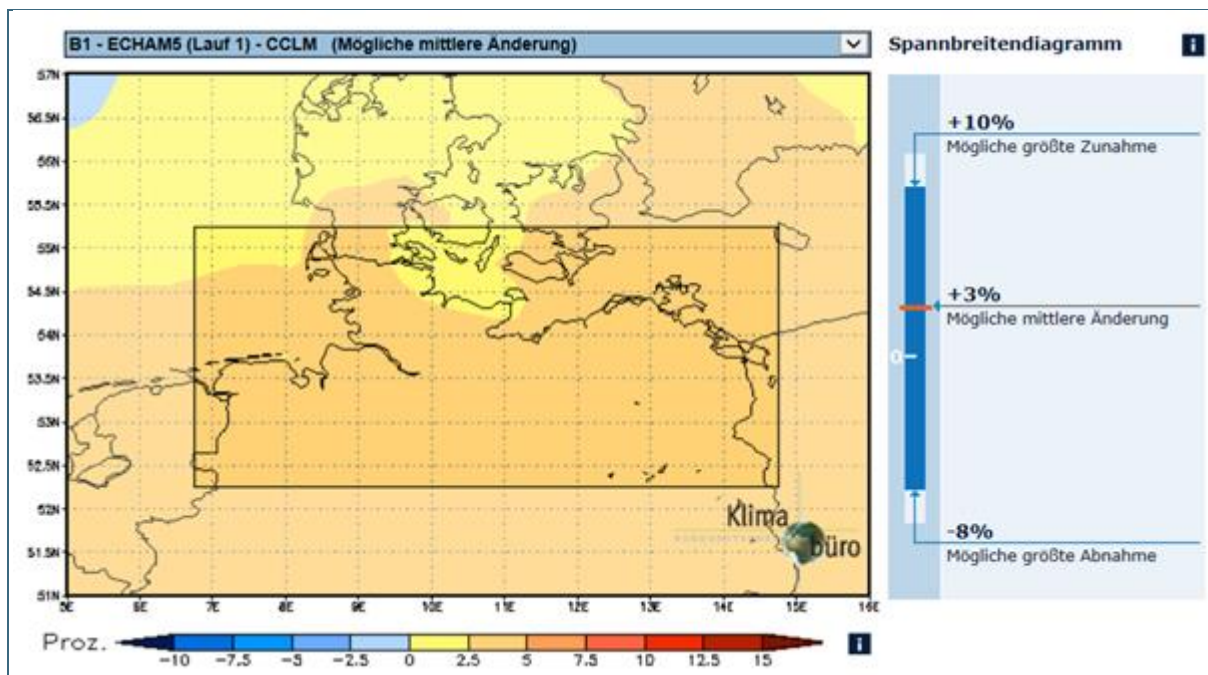 B1 - ECHAM5 (Lauf 1) - CCLM (Mögliche mittlere Änderung)
Spannbreitendiagramm
i
57N
56.5N
56N
55.5N
55N
54.5N
54N
53.5N
53N
52.5N
52N
51.5N
51N
5E 6E 7E 8E 9E 10E 11E 12E 13E 14E 15E 16E
Klima
büro
+10%
Mögliche größte Zunahme
+3%
Mögliche mittlere Änderung
0
-8%
Mögliche größte Abnahme
Proz.
-10 -7.5 -5 -2.5 0 2.5 5 7.5 10 12.5 15
i